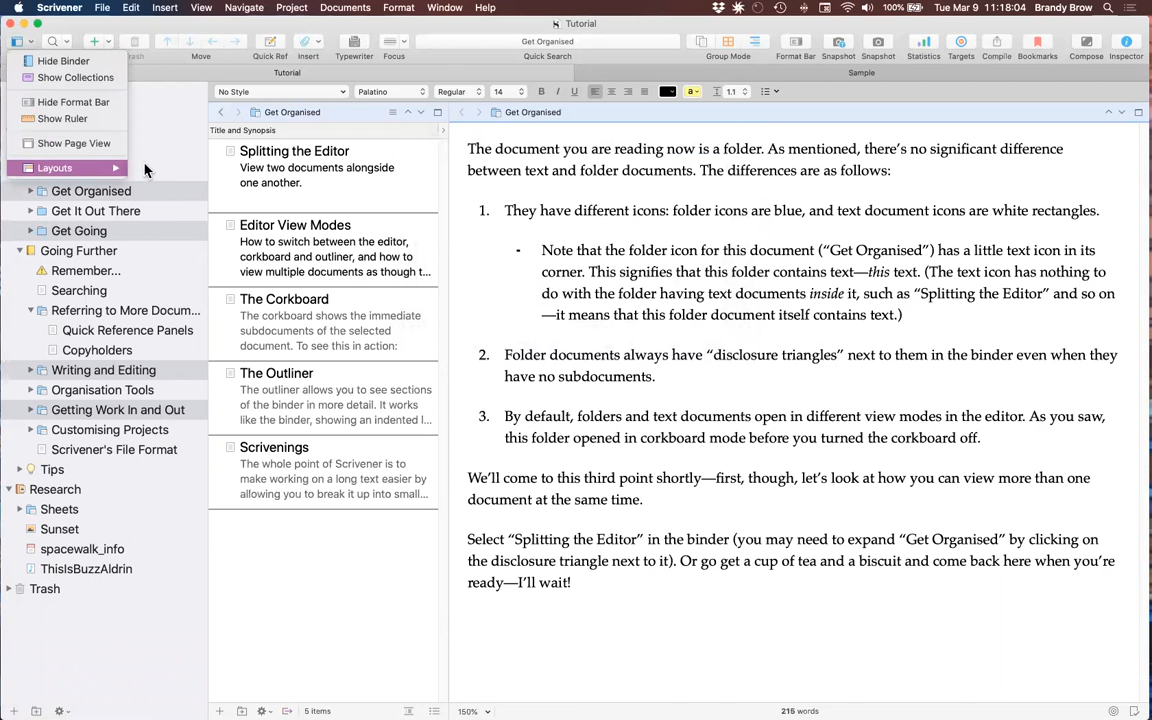 Scrivener File Edit Insert View Navigate Project Documents Format Window Help
100% Tue Mar 9 11:18:04 Brandy Brow
Tutorial
Get Organised
Move Quick Ref Insert Typewriter Focus Quick Search Group Mode Format Bar Snapshot Snapshot Statistics Targets Compile Bookmarks Compose Inspector
Tutorial Sample
Hide Binder
Show Collections
Hide Format Bar
Show Ruler
Show Page View
Layouts
Get Organised
Get It Out There
Get Going
Going Further
Remember...
Searching
Referring to More Docum...
Quick Reference Panels
Copyholders
Writing and Editing
Organisation Tools
Getting Work In and Out
Customising Projects
Scrivener's File Format
Tips
Research
Sheets
Sunset
spacewalk_info
ThisIsBuzzAldrin
Trash
No Style Palatino Regular 14 B I U a 1.1
Get Organised
Title and Synopsis
Splitting the Editor
View two documents alongside
one another.
Editor View Modes
How to switch between the editor,
corkboard and outliner, and how to
view multiple documents as though t...
The Corkboard
The corkboard shows the immediate
subdocuments of the selected
document. To see this in action:
The Outliner
The outliner allows you to see sections
of the binder in more detail. It works
like the binder, showing an indented l...
Scrivenings
The whole point of Scrivener is to
make working on a long text easier by
allowing you to break it up into small...
5 items
Get Organised
The document you are reading now is a folder. As mentioned, there's no significant difference
between text and folder documents. The differences are as follows:
1. They have different icons: folder icons are blue, and text document icons are white rectangles.
- Note that the folder icon for this document (“Get Organised”) has a little text icon in its
corner. This signifies that this folder contains text—this text. (The text icon has nothing to
do with the folder having text documents inside it, such as “Splitting the Editor” and so on
—it means that this folder document itself contains text.)
2. Folder documents always have “disclosure triangles” next to them in the binder even when they
have no subdocuments.
3. By default, folders and text documents open in different view modes in the editor. As you saw,
this folder opened in corkboard mode before you turned the corkboard off.
We'll come to this third point shortly—first, though, let's look at how you can view more than one
document at the same time.
Select “Splitting the Editor” in the binder (you may need to expand “Get Organised” by clicking on
the disclosure triangle next to it). Or go get a cup of tea and a biscuit and come back here when you're
ready—I'll wait!
150% 215 words